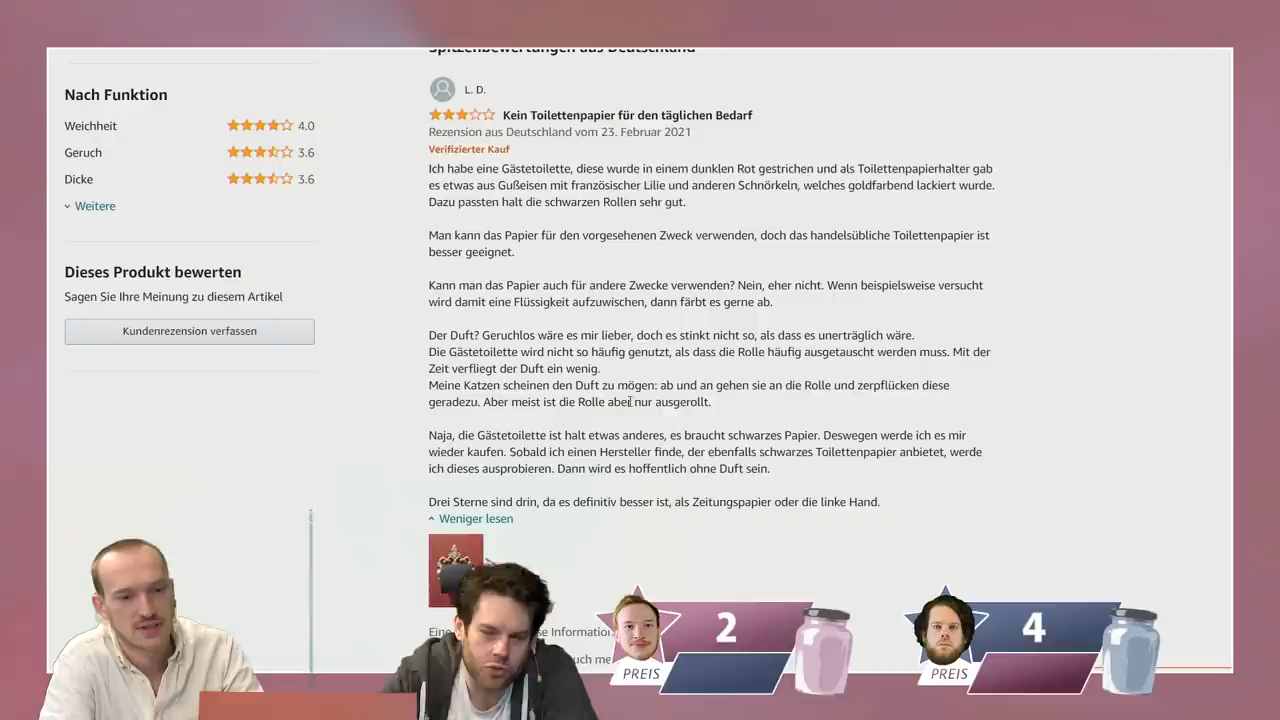 Spitzenbewertungen aus Deutschland
Nach Funktion
Weichheit 4.0
Geruch 3.6
Dicke 3.6
Weitere
Dieses Produkt bewerten
Sagen Sie Ihre Meinung zu diesem Artikel
Kundenrezension verfassen
L. D.
Kein Toilettenpapier für den täglichen Bedarf
Rezension aus Deutschland vom 23. Februar 2021
Verifizierter Kauf
Ich habe eine Gästetoilette, diese wurde in einem dunklen Rot gestrichen und als Toilettenpapierhalter gab
es etwas aus Gußeisen mit französischer Lilie und anderen Schnörkeln, welches goldfarbend lackiert wurde.
Dazu passten halt die schwarzen Rollen sehr gut.
Man kann das Papier für den vorgesehenen Zweck verwenden, doch das handelsübliche Toilettenpapier ist
besser geeignet.
Kann man das Papier auch für andere Zwecke verwenden? Nein, eher nicht. Wenn beispielsweise versucht
wird damit eine Flüssigkeit aufzuwischen, dann färbt es gerne ab.
Der Duft? Geruchlos wäre es mir lieber, doch es stinkt nicht so, als dass es unerträglich wäre.
Die Gästetoilette wird nicht so häufig genutzt, als dass die Rolle häufig ausgetauscht werden muss. Mit der
Zeit verfliegt der Duft ein wenig.
Meine Katzen scheinen den Duft zu mögen: ab und an gehen sie an die Rolle und zerpflücken diese
geradezu. Aber meist ist die Rolle aber nur ausgerollt.
Naja, die Gästetoilette ist halt etwas anderes, es braucht schwarzes Papier. Deswegen werde ich es mir
wieder kaufen. Sobald ich einen Hersteller finde, der ebenfalls schwarzes Toilettenpapier anbietet, werde
ich dieses ausprobieren. Dann wird es hoffentlich ohne Duft sein.
Drei Sterne sind drin, da es definitiv besser ist, als Zeitungspapier oder die linke Hand.
Weniger lesen
2
4
PREIS
PREIS